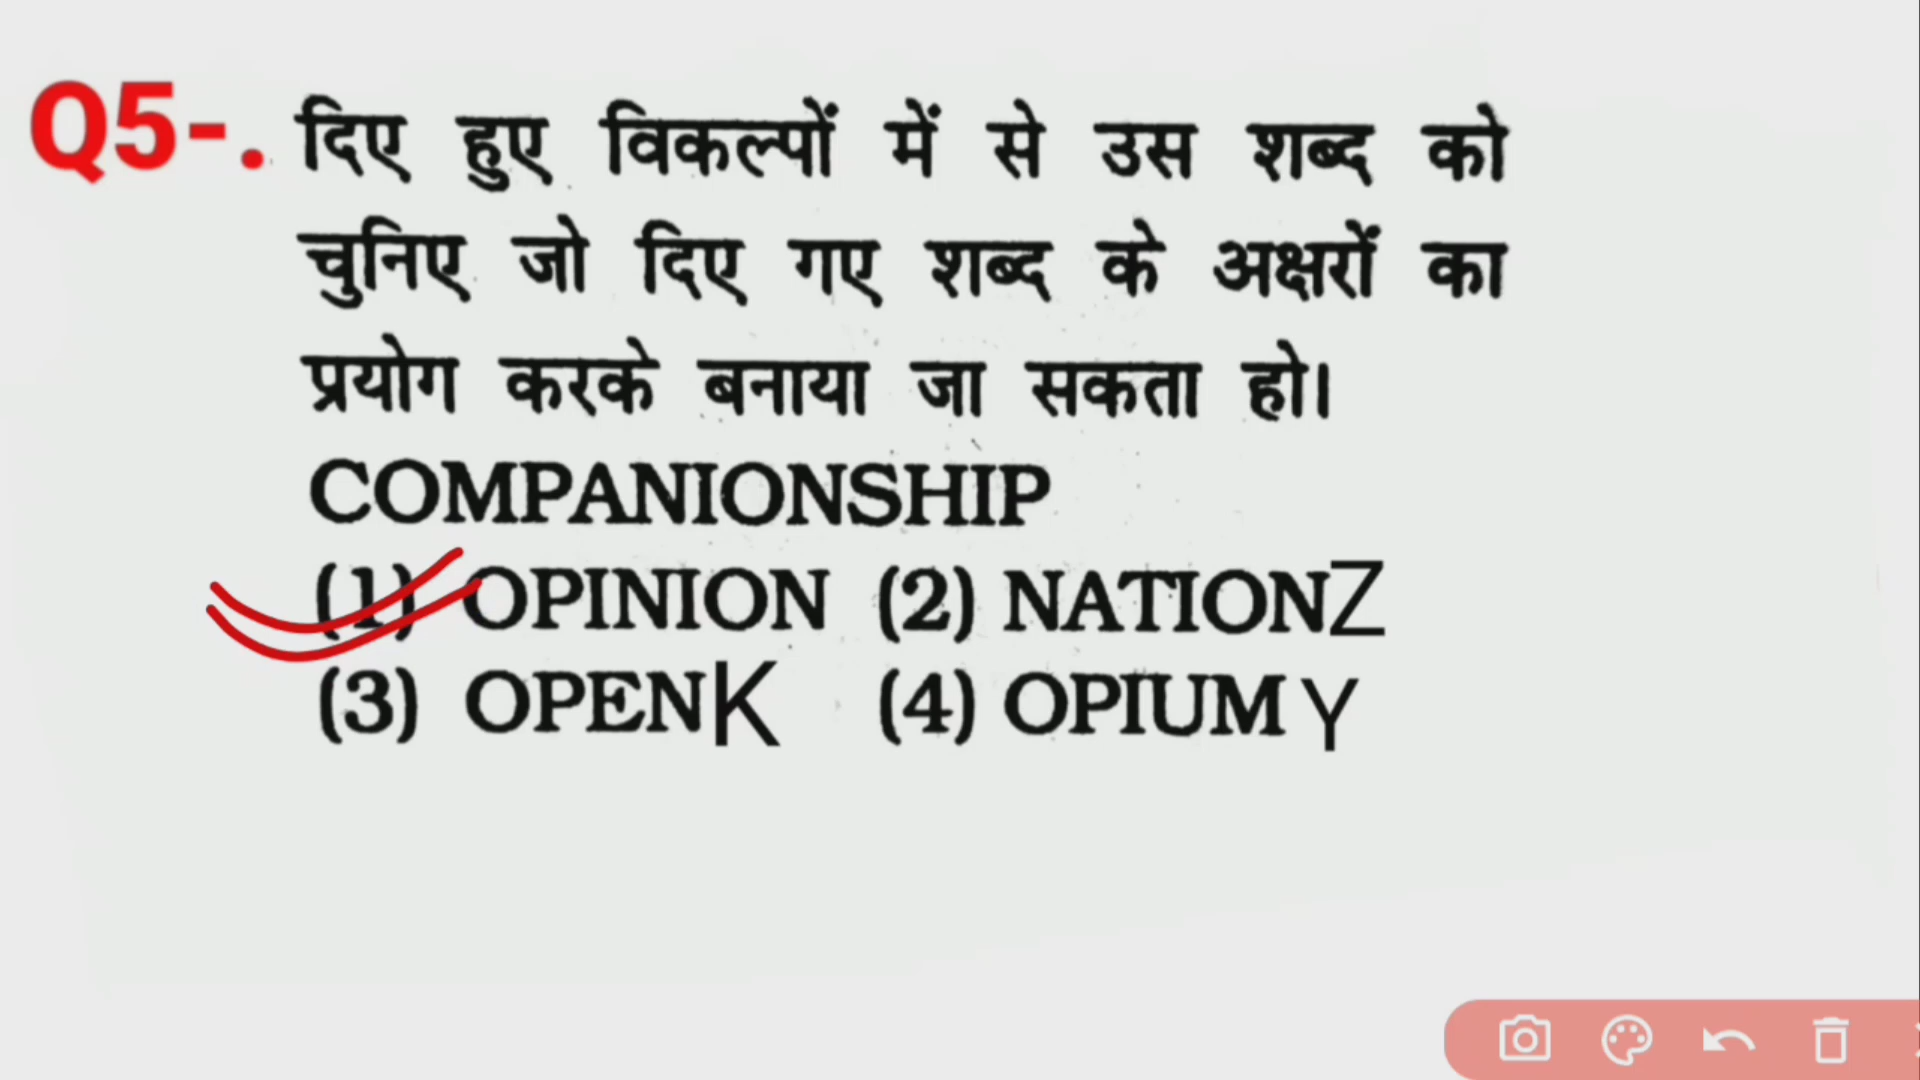 Q5-. दिए हुए विकल्पों में से उस शब्द को
चुनिए जो दिए गए शब्द के अक्षरों का
प्रयोग करके बनाया जा सकता हो।
COMPANIONSHIP
(1) OPINION (2) NATIONZ
(3) OPENK (4) OPIUMY